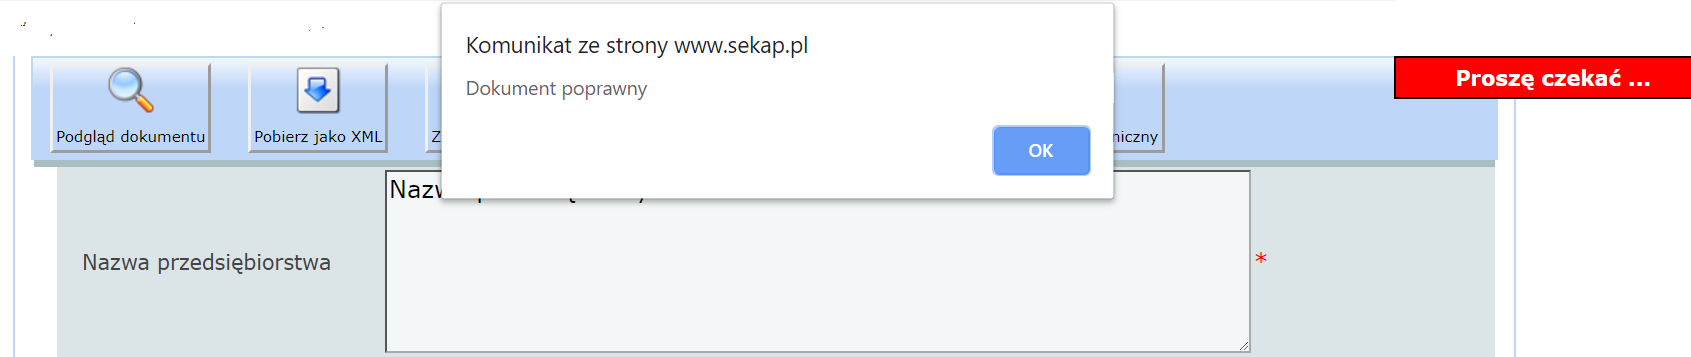 Komunikat ze strony www.sekap.pl
Dokument poprawny
OK
Proszę czekać ...
Podgląd dokumentu
Pobierz jako XML
Nazwa przedsiębiorstwa
*